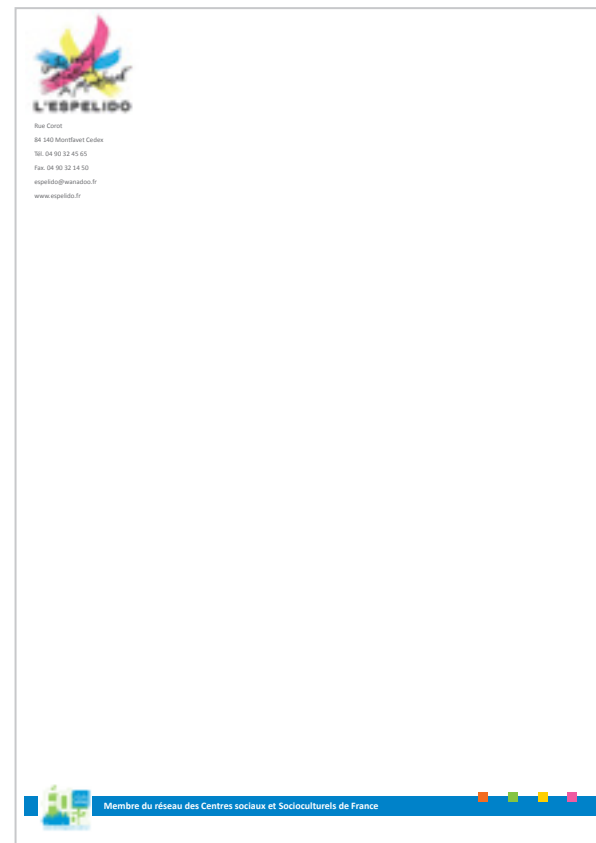 L'ESPELIDO
Rue Corot
84 140 Montfavet Cedex
Tél. 04 90 32 45 65
Fax. 04 90 32 14 50
espelido@wanadoo.fr
www.espelido.fr
Membre du réseau des Centres sociaux et Socioculturels de France